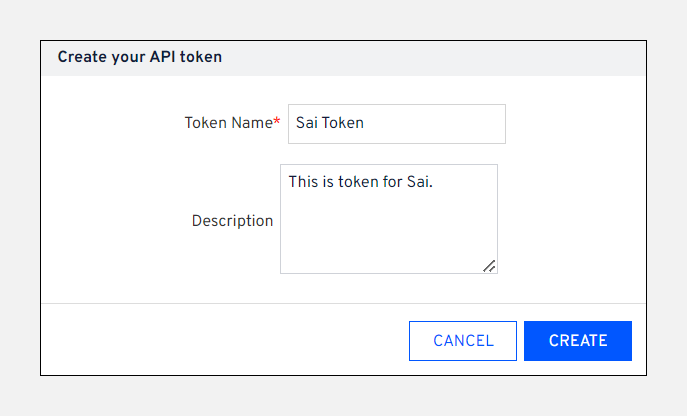 Create your API token
Token Name* Sai Token
This is token for Sai.
Description
CANCEL CREATE